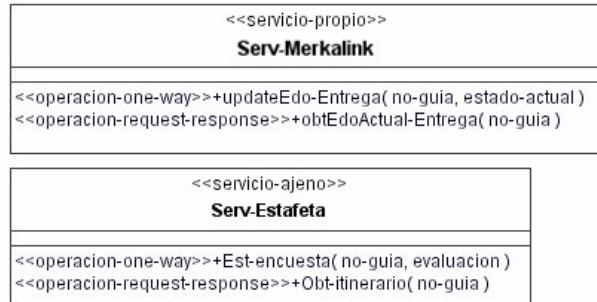 <<servicio-propio>>
Serv-Merkalink
<<operacion-one-way>>+updateEdo-Entrega( no-guia, estado-actual )
<<operacion-request-response>>+obtEdoActual-Entrega( no-guia )
<<servicio-ajeno>>
Serv-Estafeta
<<operacion-one-way>>+Est-encuesta( no-guia, evaluacion )
<<operacion-request-response>>+Obt-itinerario( no-guia )